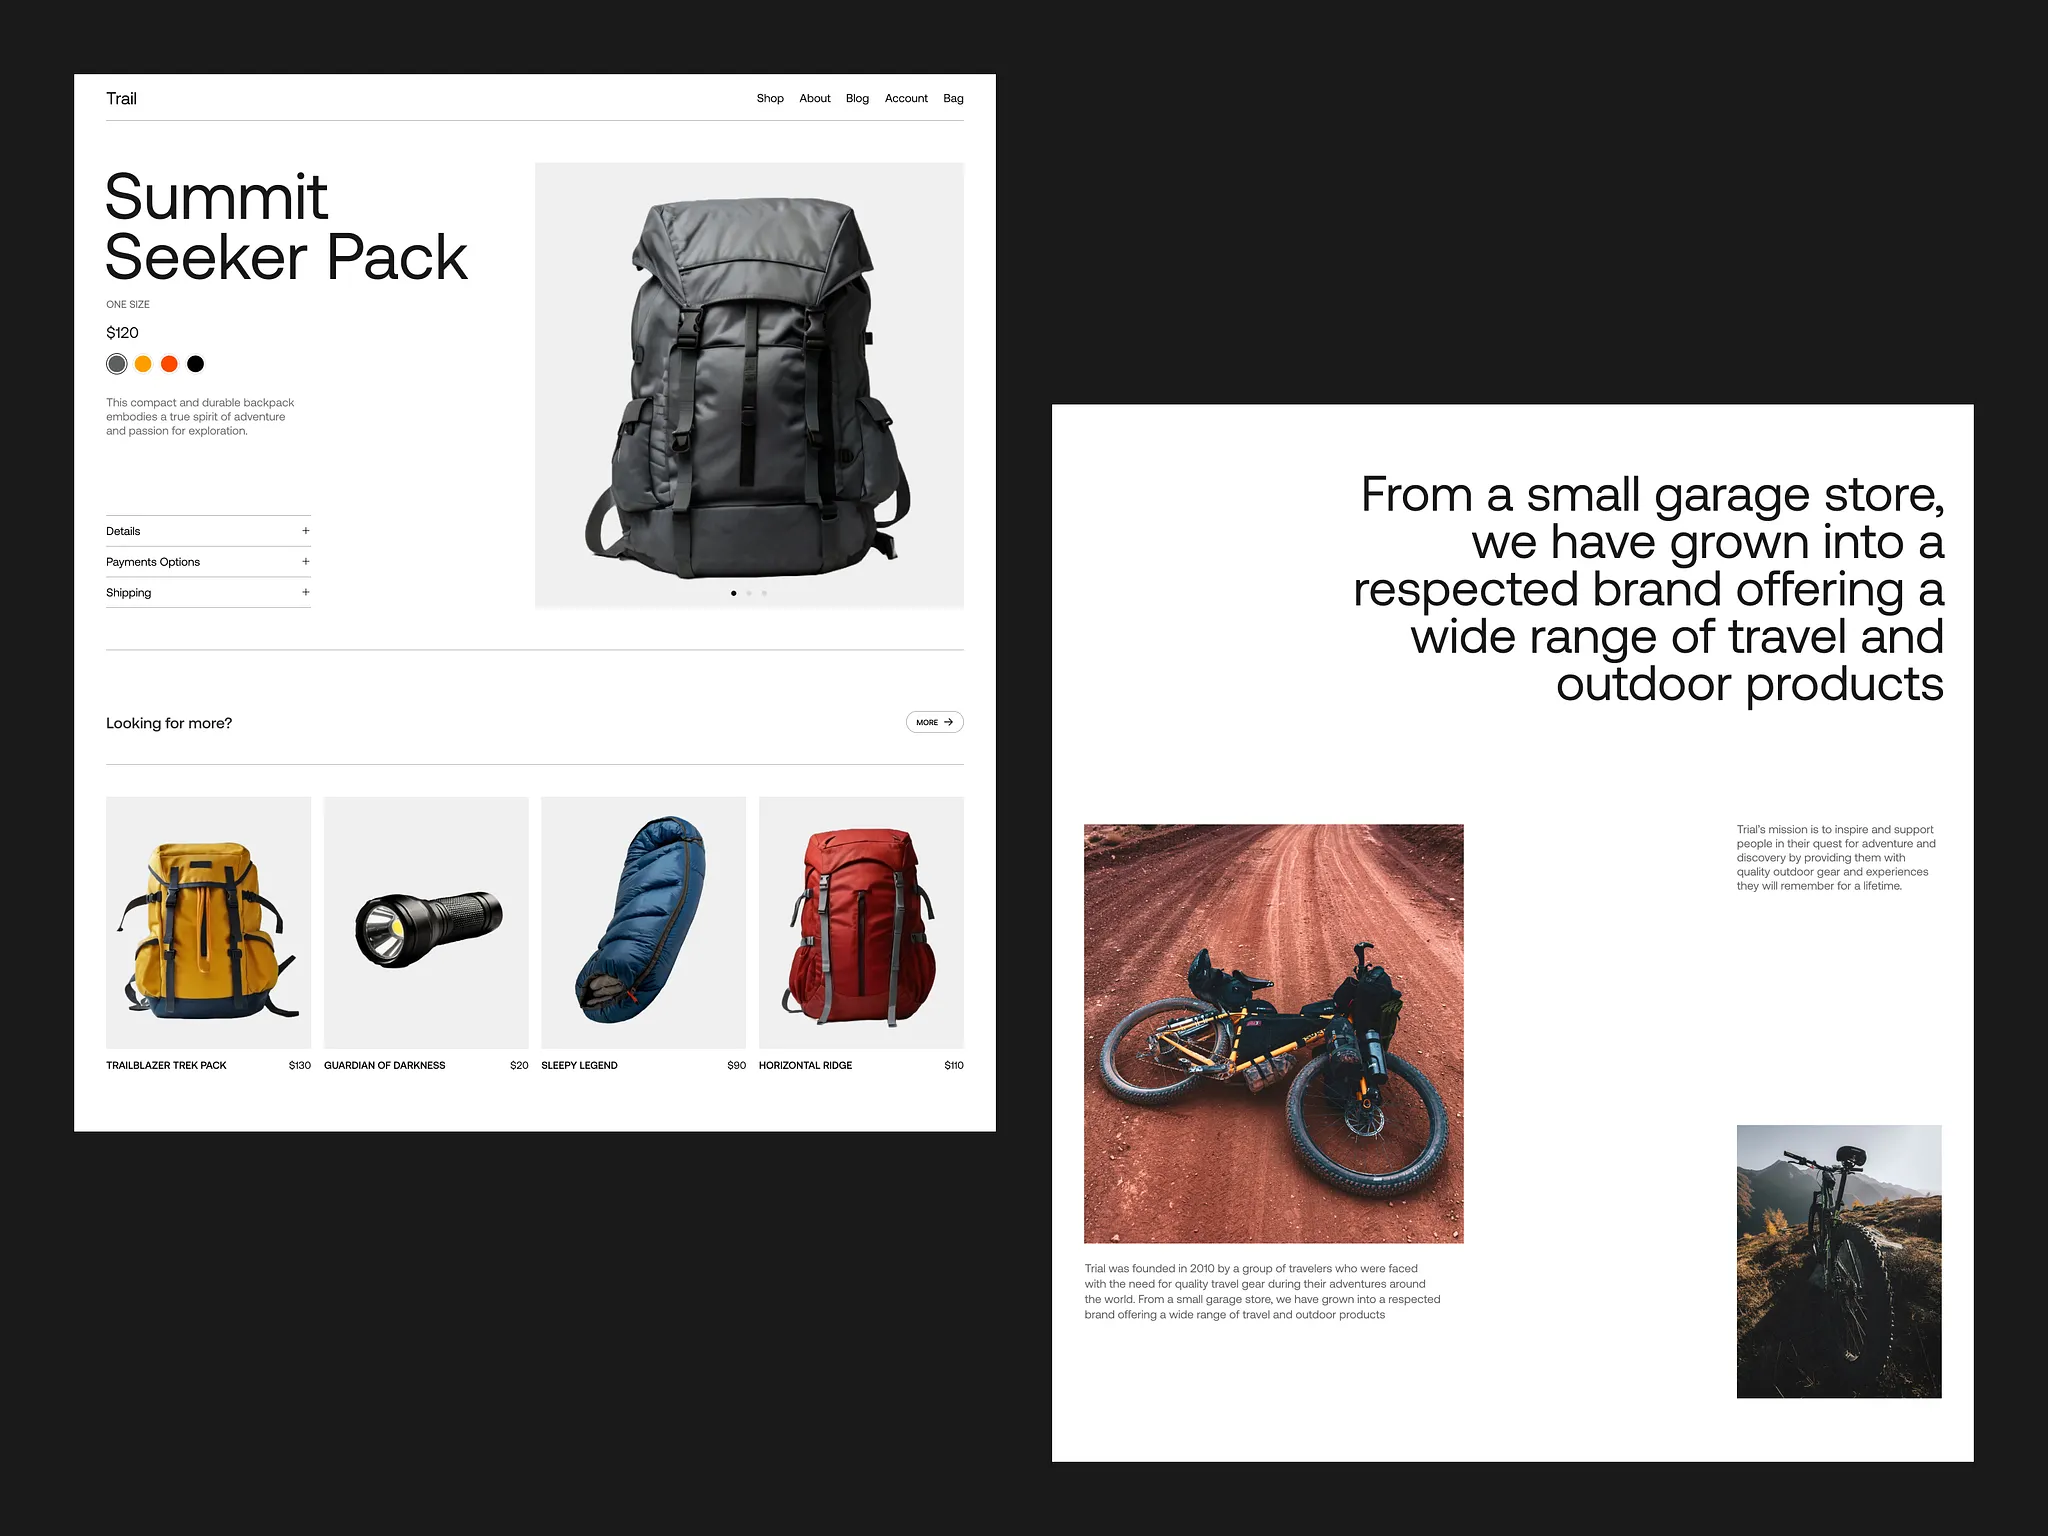 Trail
Shop About Blog Account Bag
Summit
Seeker Pack
ONE SIZE
$120
This compact and durable backpack
embodies a true spirit of adventure
and passion for exploration.
Details +
Payments Options +
Shipping +
Looking for more?
MORE →
TRAILBLAZER TREK PACK $130
GUARDIAN OF DARKNESS $20
SLEEPY LEGEND $90
HORIZONTAL RIDGE $110
From a small garage store,
we have grown into a
respected brand offering a
wide range of travel and
outdoor products
Trial's mission is to inspire and support
people in their quest for adventure and
discovery by providing them with
quality outdoor gear and experiences
they will remember for a lifetime.
Trial was founded in 2010 by a group of travelers who were faced
with the need for quality travel gear during their adventures around
the world. From a small garage store, we have grown into a respected
brand offering a wide range of travel and outdoor products